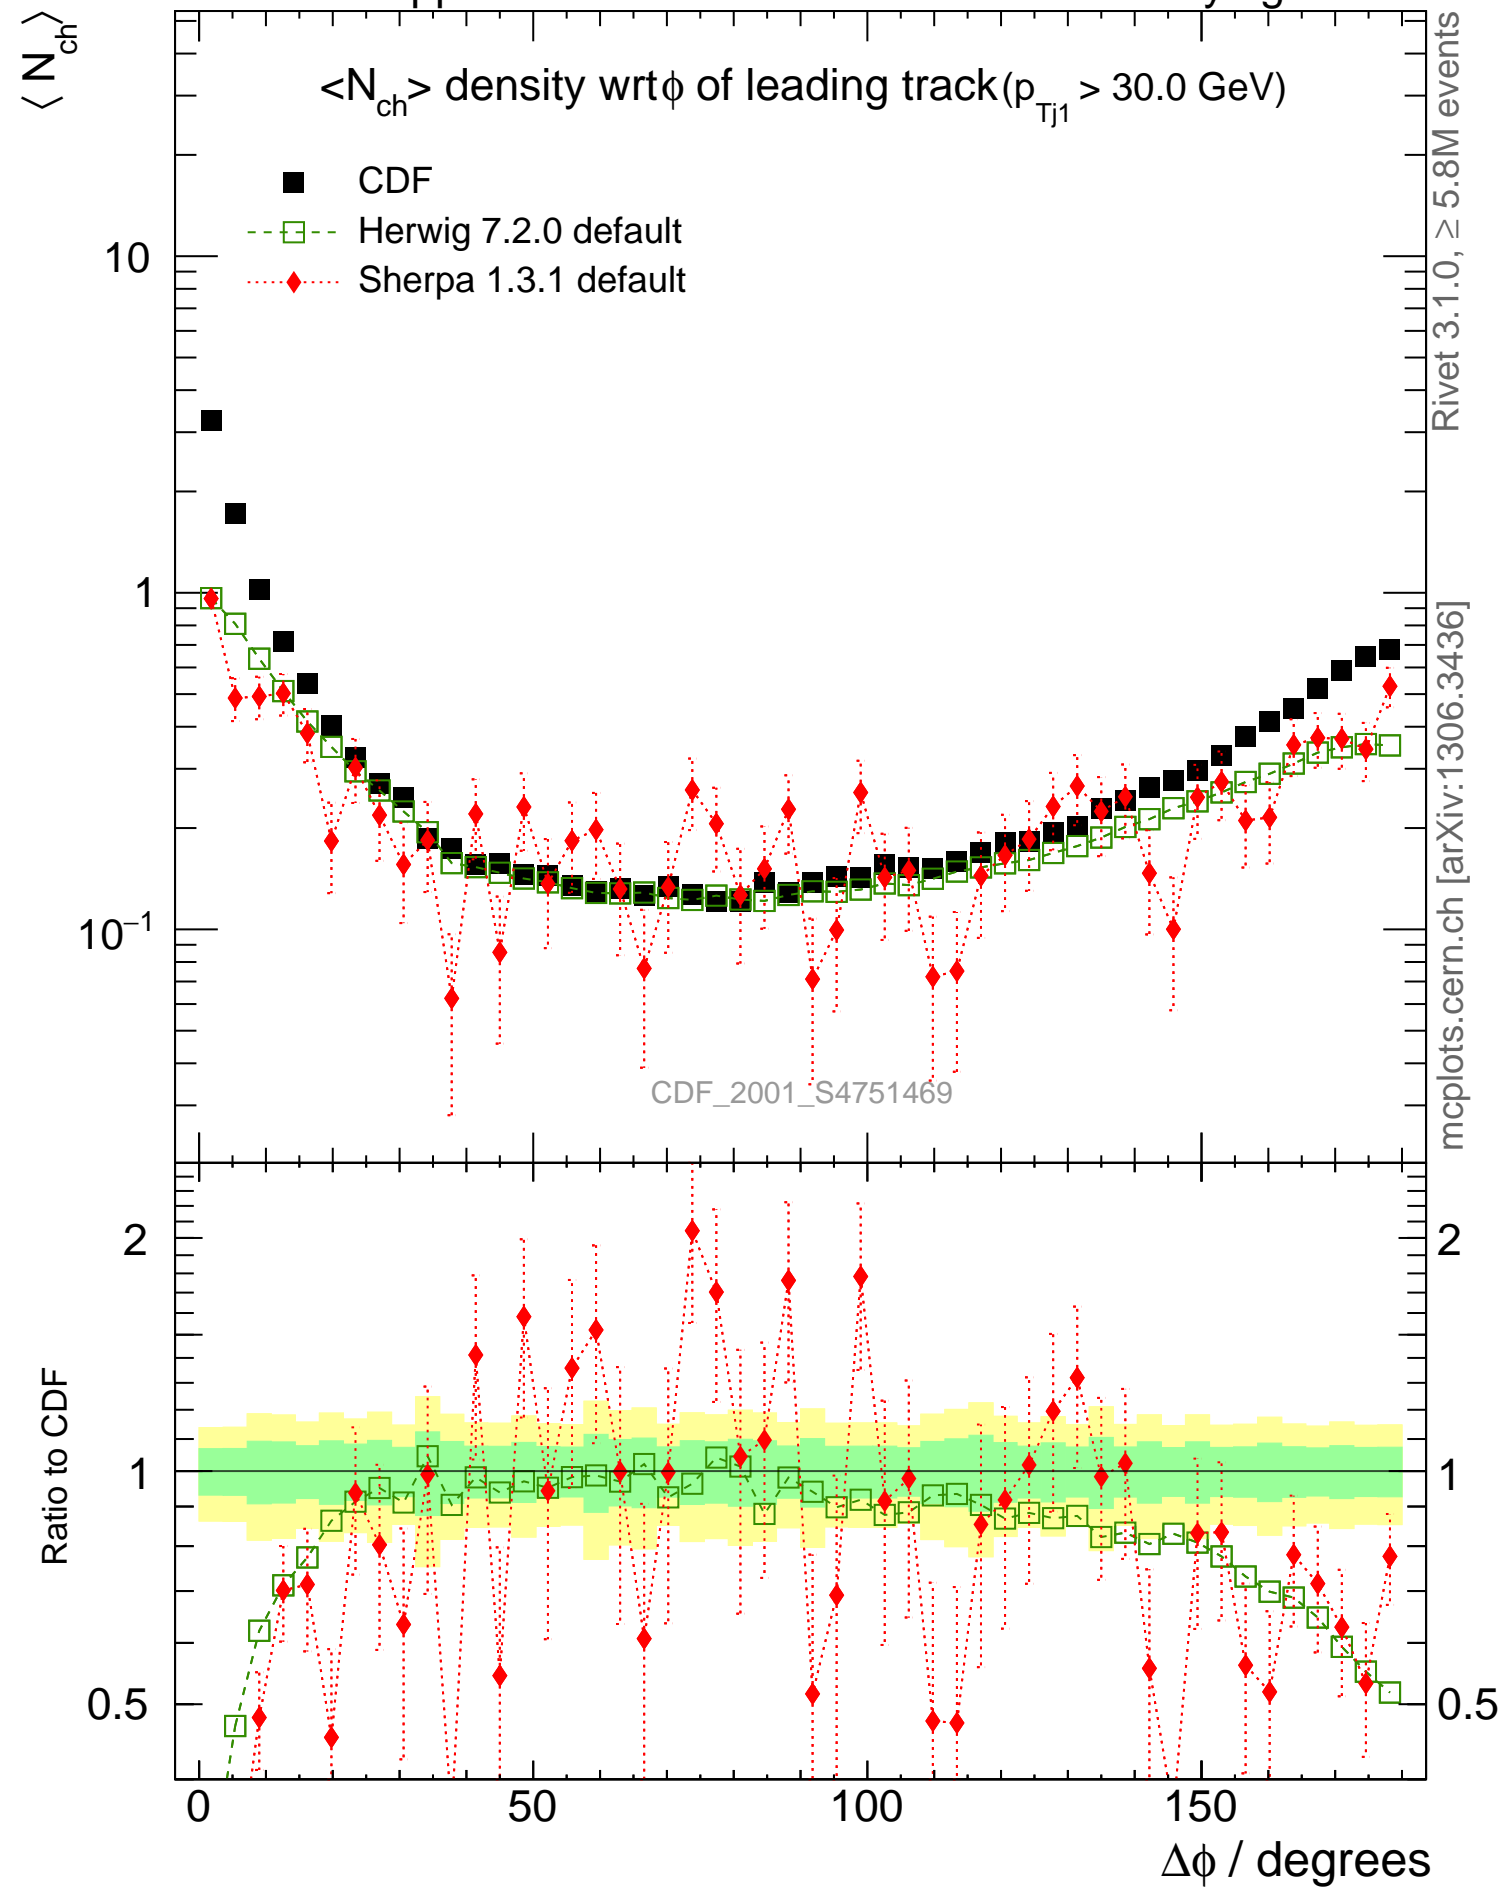 ⟨ N_ch ⟩
<N_ch> density wrt ϕ of leading track (p_Tj1 > 30.0 GeV)
CDF
Herwig 7.2.0 default
Sherpa 1.3.1 default
10
1
10⁻¹
CDF_2001_S4751469
Rivet 3.1.0, ≥ 5.8M events
mcplots.cern.ch [arXiv:1306.3436]
Ratio to CDF
2
1
0.5
2
1
0.5
0 50 100 150
Δϕ / degrees